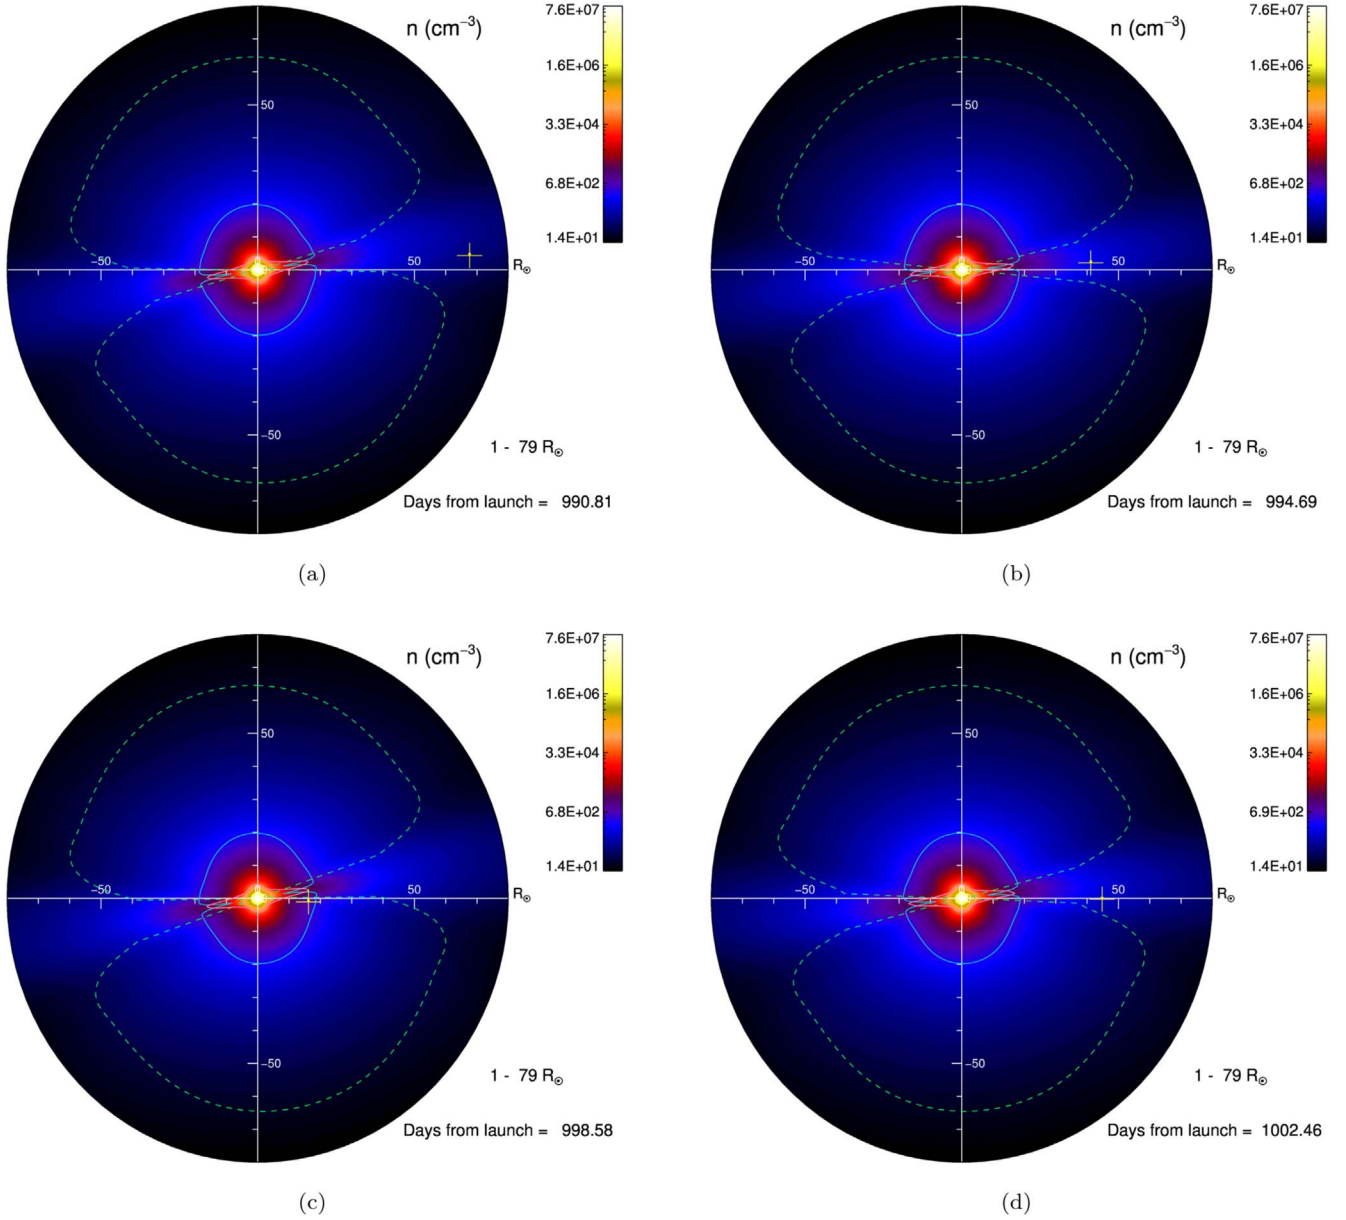 n (cm⁻³)
7.6E+07
1.6E+06
3.3E+04
6.8E+02
1.4E+01
50
−50
0
50
R☉
−50
1 - 79 R☉
Days from launch = 990.81
(a)
n (cm⁻³)
7.6E+07
1.6E+06
3.3E+04
6.8E+02
1.4E+01
50
−50
0
50
R☉
−50
1 - 79 R☉
Days from launch = 994.69
(b)
n (cm⁻³)
7.6E+07
1.6E+06
3.3E+04
6.8E+02
1.4E+01
50
−50
0
50
R☉
−50
1 - 79 R☉
Days from launch = 998.58
(c)
n (cm⁻³)
7.6E+07
1.6E+06
3.3E+04
6.9E+02
1.4E+01
50
−50
0
50
R☉
−50
1 - 79 R☉
Days from launch = 1002.46
(d)